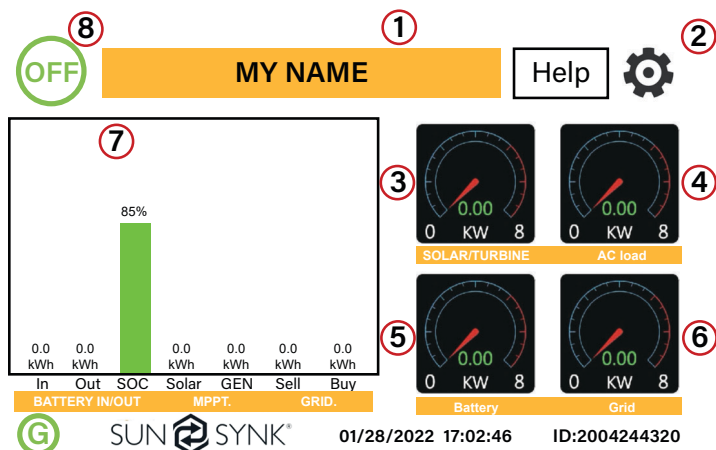 8 1 2
OFF MY NAME Help
7
85%
0.0 0.0 0.0 0.0 0.0 0.0
kWh kWh kWh kWh kWh kWh
In Out SOC Solar GEN Sell Buy
BATTERY IN/OUT MPPT. GRID.
3 4
0.00 0.00
0 KW 8 0 KW 8
SOLAR/TURBINE AC load
5 6
0.00 0.00
0 KW 8 0 KW 8
Battery Grid
G SUN SYNK® 01/28/2022 17:02:46 ID:2004244320